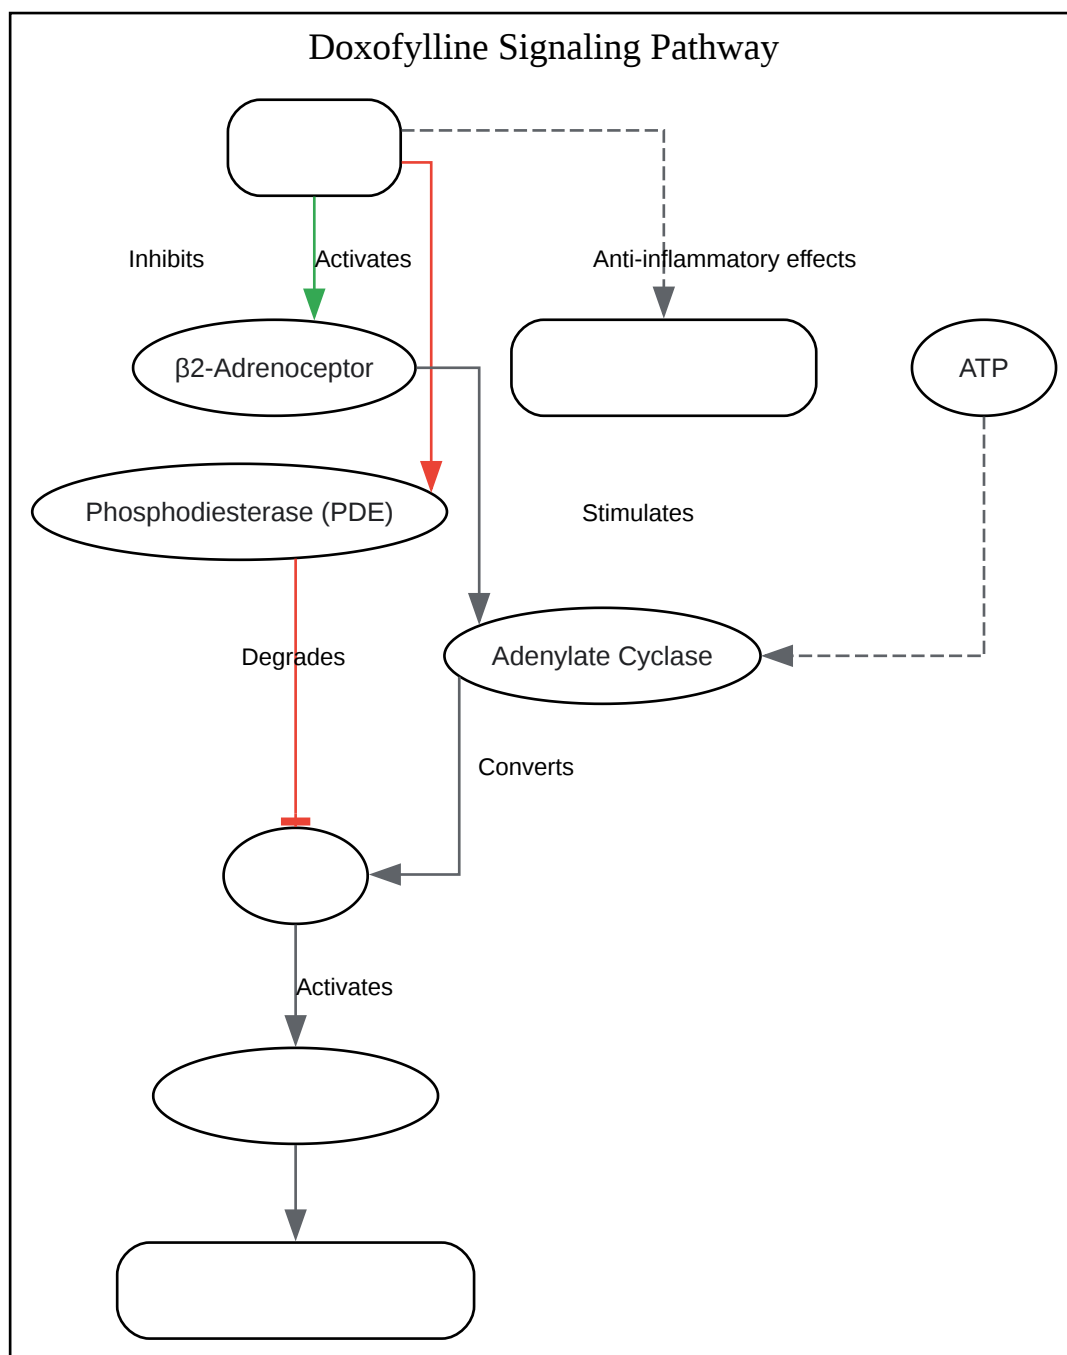 Doxofylline Signaling Pathway
Inhibits
Activates
Anti-inflammatory effects
β2-Adrenoceptor
ATP
Phosphodiesterase (PDE)
Stimulates
Degrades
Adenylate Cyclase
Converts
Activates